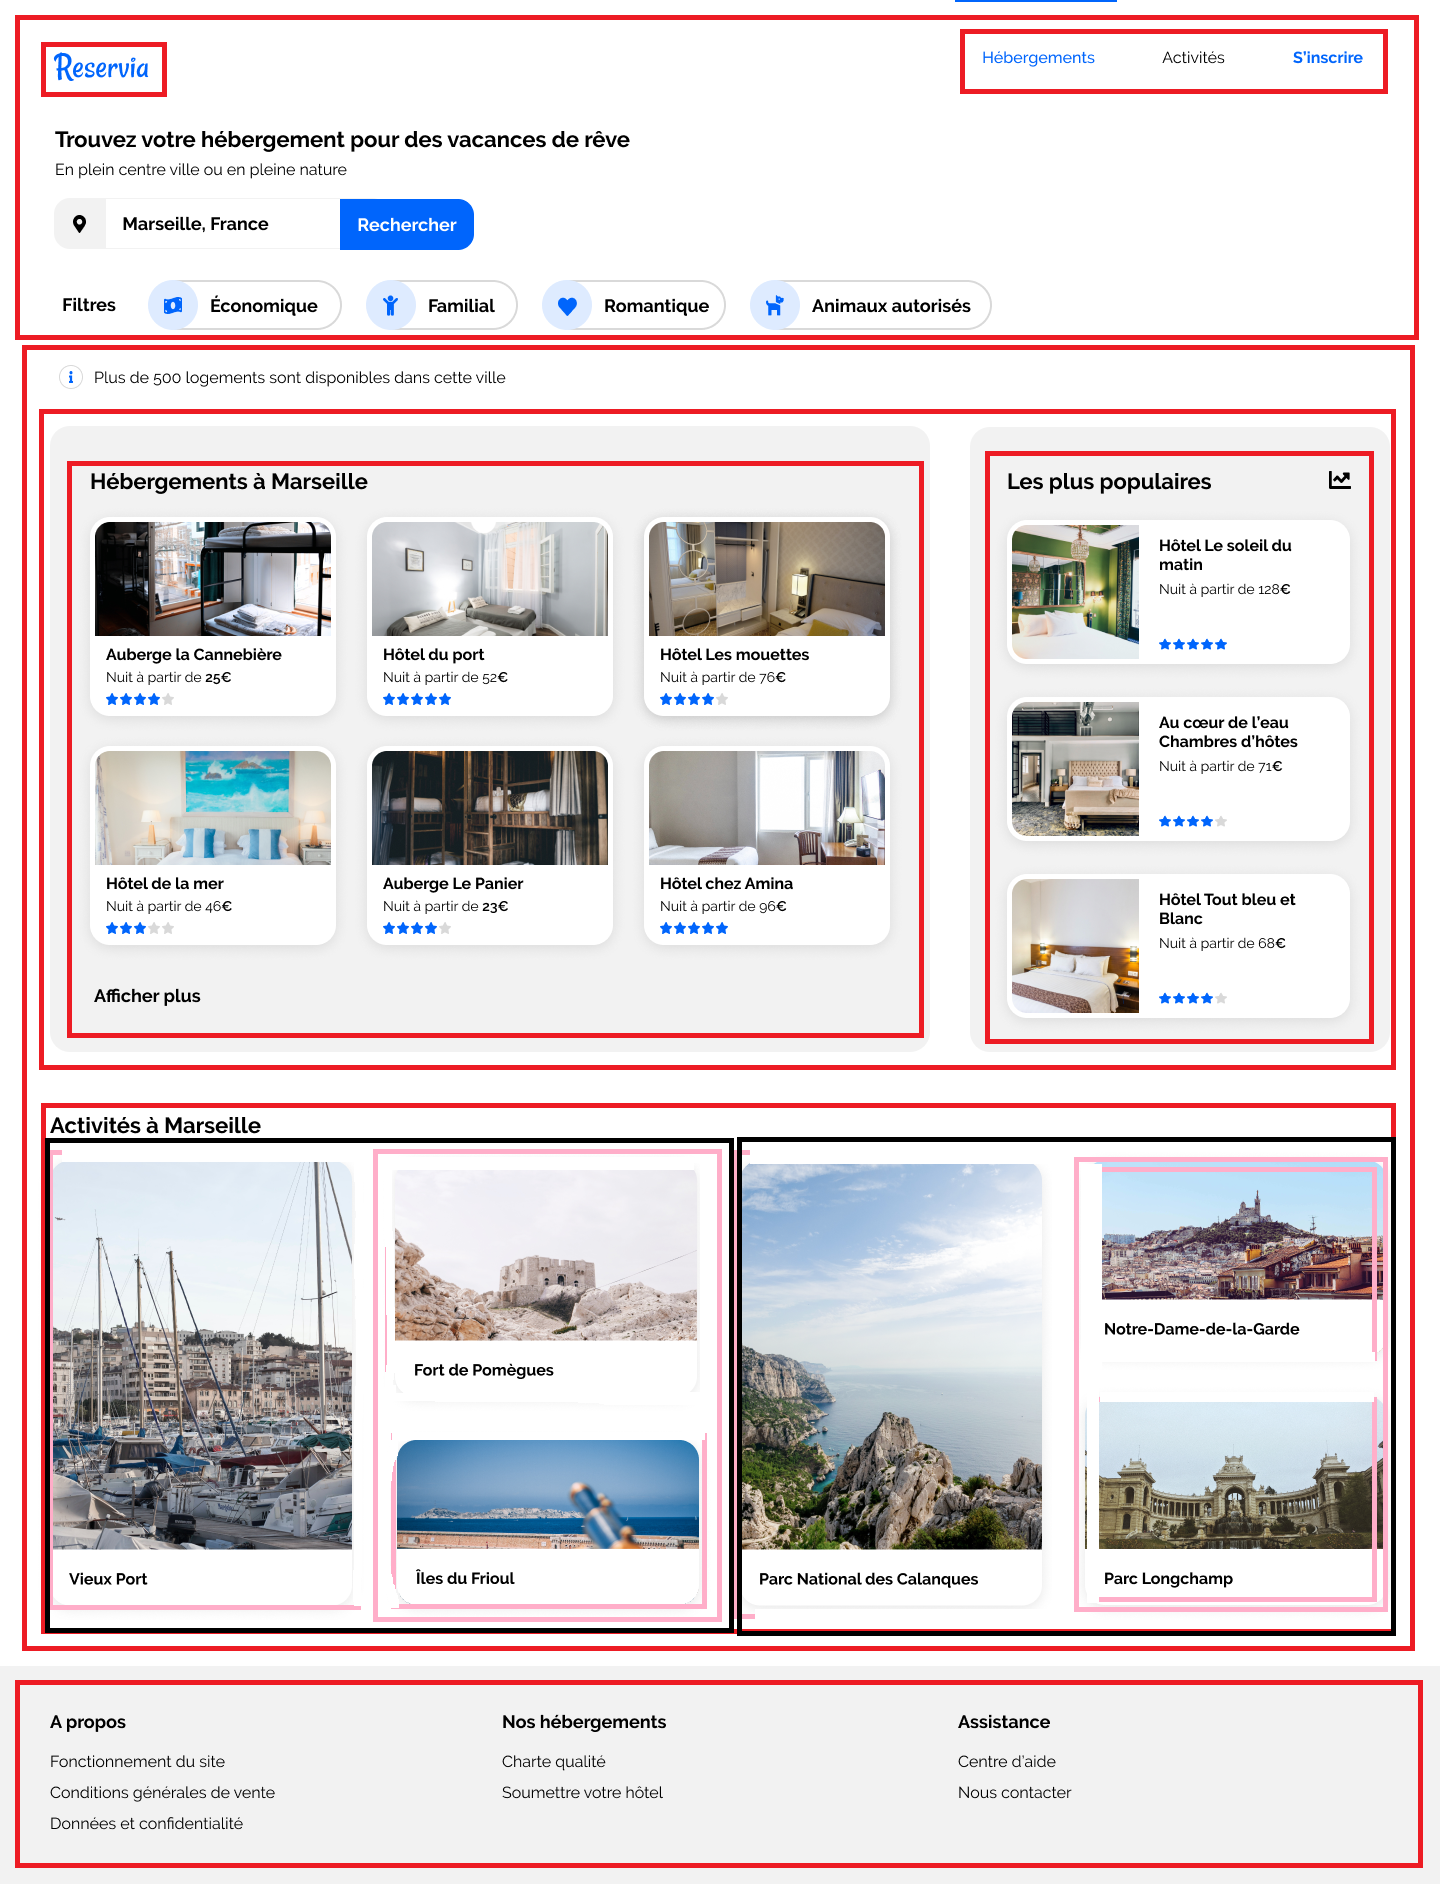 Reservia
Hébergements
Activités
S'inscrire
Trouvez votre hébergement pour des vacances de rêve
En plein centre ville ou en pleine nature
Marseille, France
Rechercher
Filtres
Économique
Familial
Romantique
Animaux autorisés
Plus de 500 logements sont disponibles dans cette ville
Hébergements à Marseille
Auberge la Cannebière
Nuit à partir de 25€
Hôtel du port
Nuit à partir de 52€
Hôtel Les mouettes
Nuit à partir de 76€
Hôtel de la mer
Nuit à partir de 46€
Auberge Le Panier
Nuit à partir de 23€
Hôtel chez Amina
Nuit à partir de 96€
Afficher plus
Les plus populaires
Hôtel Le soleil du
matin
Nuit à partir de 128€
Au cœur de l'eau
Chambres d'hôtes
Nuit à partir de 71€
Hôtel Tout bleu et
Blanc
Nuit à partir de 68€
Activités à Marseille
Vieux Port
Fort de Pomègues
Îles du Frioul
Parc National des Calanques
Notre-Dame-de-la-Garde
Parc Longchamp
A propos
Fonctionnement du site
Conditions générales de vente
Données et confidentialité
Nos hébergements
Charte qualité
Soumettre votre hôtel
Assistance
Centre d'aide
Nous contacter